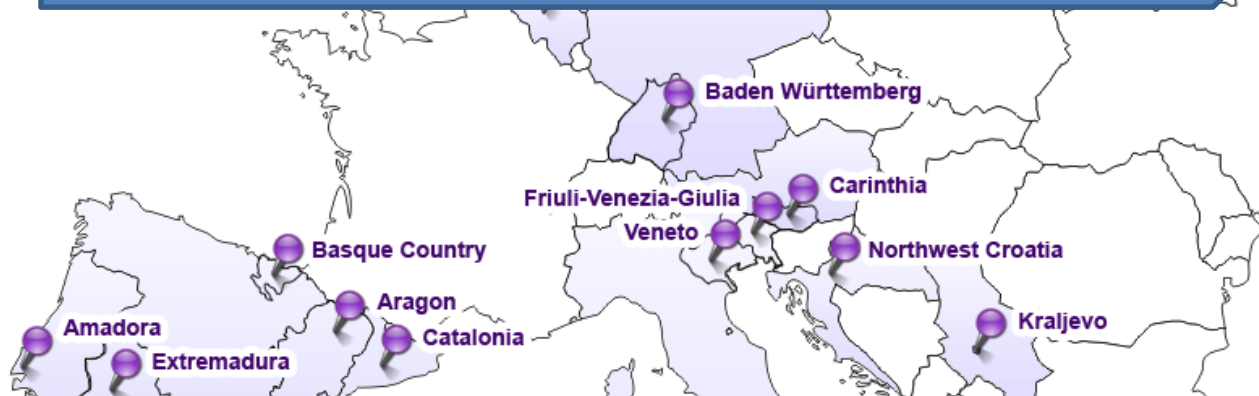 Baden Württemberg
Carinthia
Friuli-Venezia-Giulia
Veneto
Northwest Croatia
Basque Country
Aragon
Kraljevo
Amadora
Catalonia
Extremadura